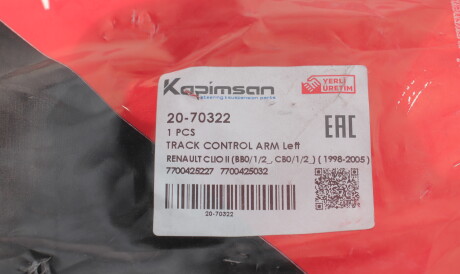 Kapimsan
steering & suspension parts
YERLİ
ÜRETİM
20-70322
1 PCS
EAC
TRACK CONTROL ARM Left
RENAULT CLIO II (BB0/1/2_, CB0/1/2_) ( 1998-2005 )
7700425227 7700425032
20-70322